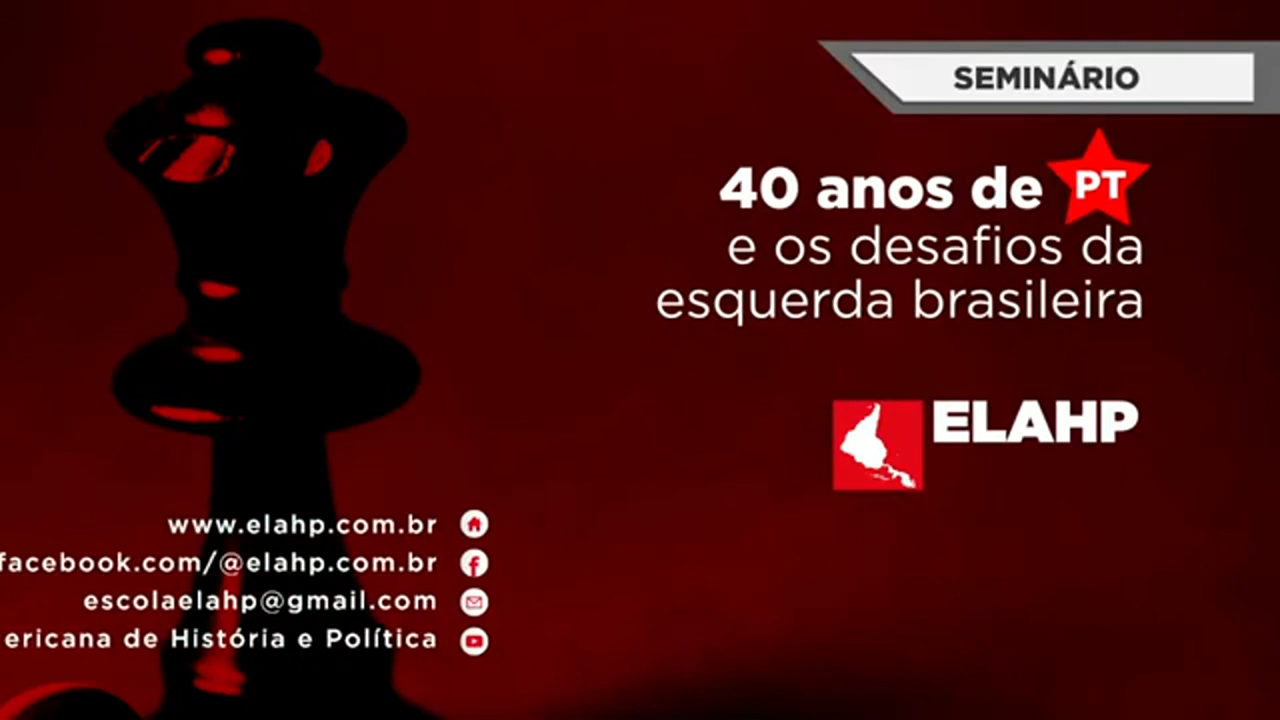 SEMINÁRIO
40 anos de PT
e os desafios da
esquerda brasileira
ELAHP
www.elahp.com.br
facebook.com/@elahp.com.br
escolaelahp@gmail.com
ericana de História e Política